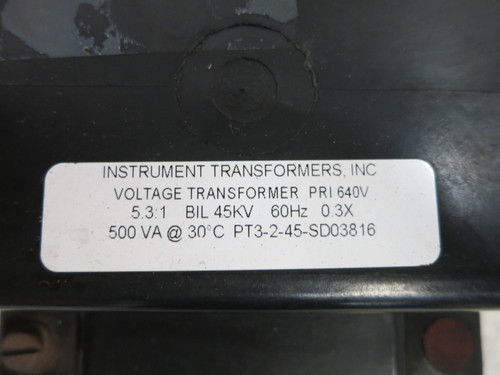 INSTRUMENT TRANSFORMERS, INC
VOLTAGE TRANSFORMER PRI 640V
5.3:1 BIL 45KV 60Hz 0.3X
500 VA @ 30°C PT3-2-45-SD03816